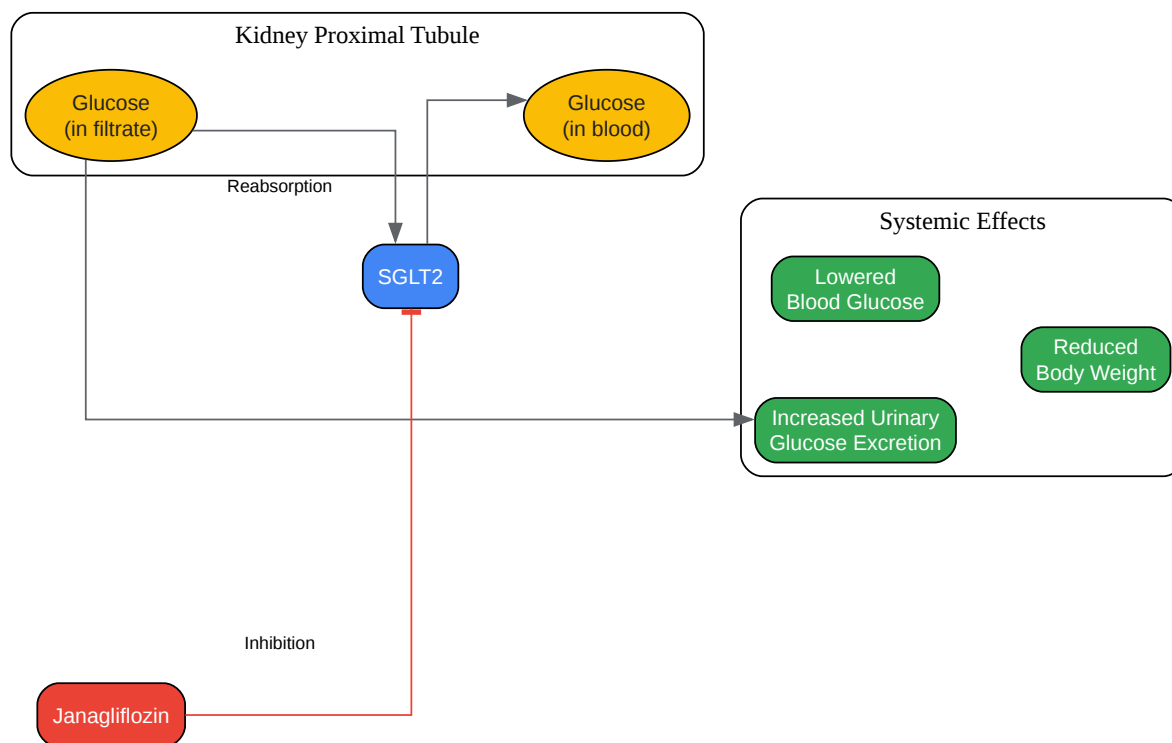 Kidney Proximal Tubule
Glucose
(in filtrate)
Glucose
(in blood)
Reabsorption
SGLT2
Systemic Effects
Lowered
Blood Glucose
Reduced
Body Weight
Increased Urinary
Glucose Excretion
Inhibition
Janagliflozin